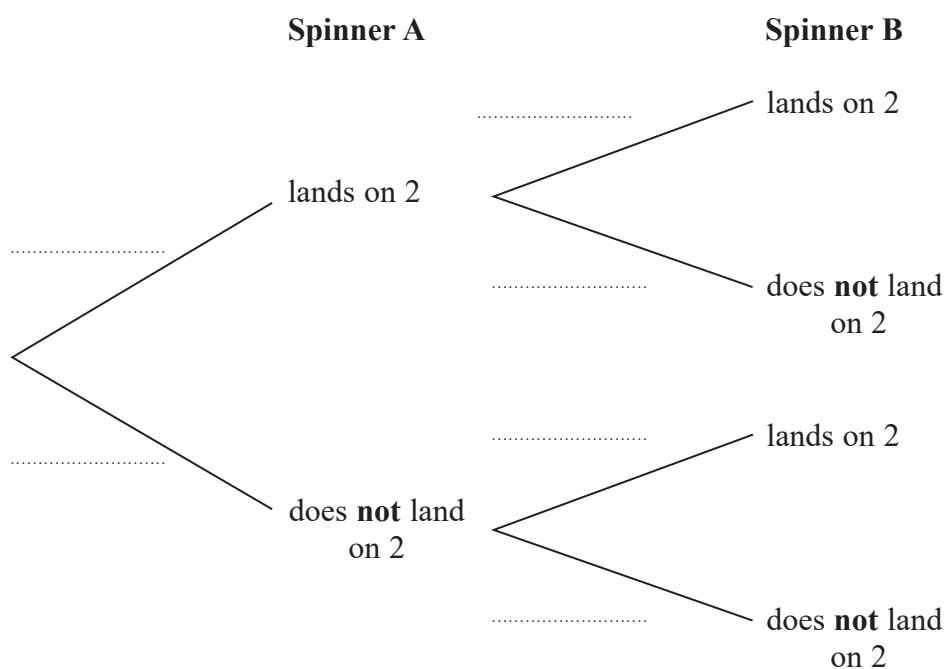 Spinner A
Spinner B
lands on 2
lands on 2
does not land
on 2
lands on 2
does not land
on 2
does not land
on 2